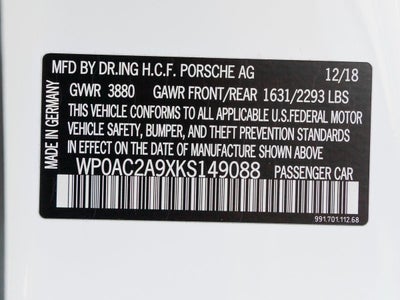 MADE IN GERMANY
MFD BY DR.ING H.C.F. PORSCHE AG 12/18
GVWR 3880 GAWR FRONT/REAR 1631/2293 LBS
THIS VEHICLE CONFORMS TO ALL APPLICABLE U.S.FEDERAL MOTOR
VEHICLE SAFETY, BUMPER, AND THEFT PREVENTION STANDARDS
IN EFFECT ON THE DATE OF MANUFACTURE SHOWN ABOVE
WP0AC2A9XKS149088 PASSENGER CAR
991.701.112.68